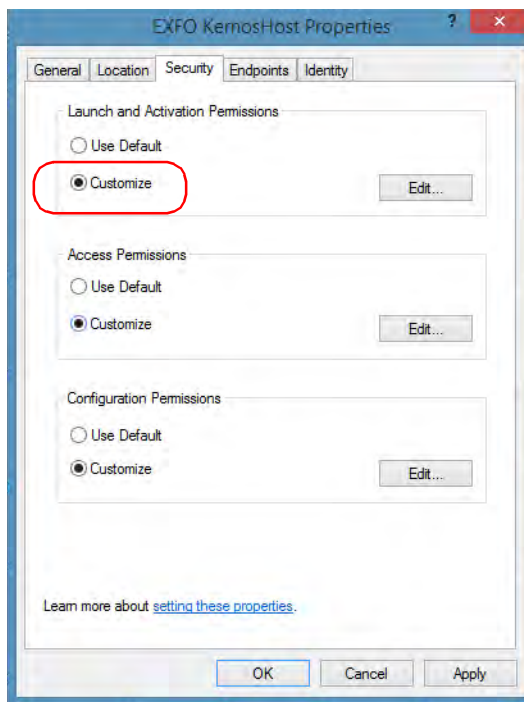 EXFO KernosHost Properties ? ×
General Location Security Endpoints Identity
Launch and Activation Permissions
Use Default
Customize Edit...
Access Permissions
Use Default
Customize Edit...
Configuration Permissions
Use Default
Customize Edit...
Learn more about setting these properties.
OK Cancel Apply